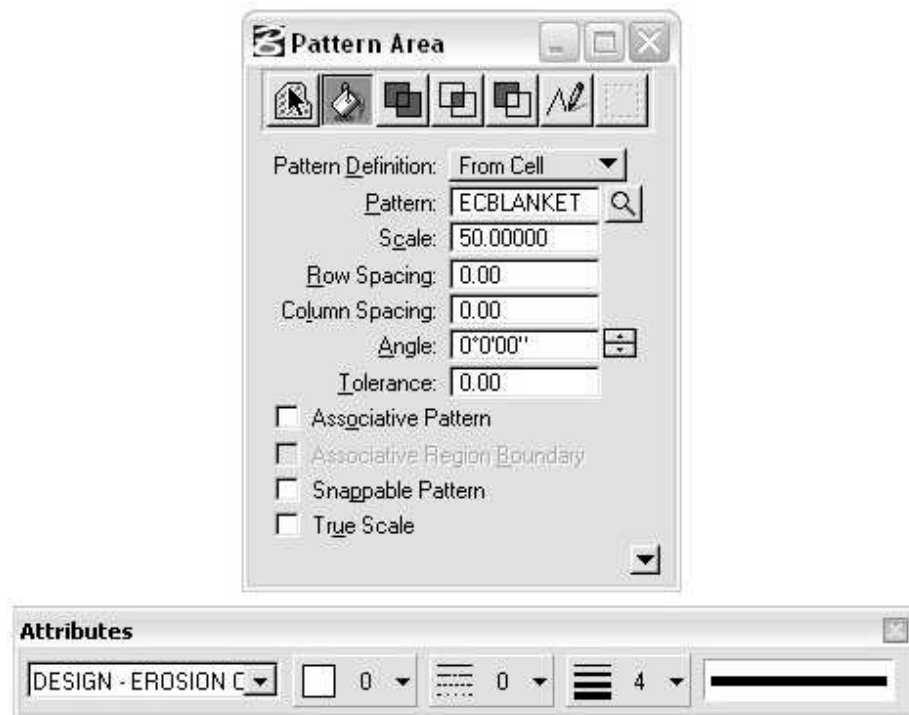 Pattern Area
Pattern Definition: From Cell
Pattern: ECBLANKET
Scale: 50.00000
Row Spacing: 0.00
Column Spacing: 0.00
Angle: 0°0'00"
Tolerance: 0.00
Associative Pattern
Associative Region Boundary
Snappable Pattern
True Scale
Attributes
DESIGN - EROSION C 0 0 4